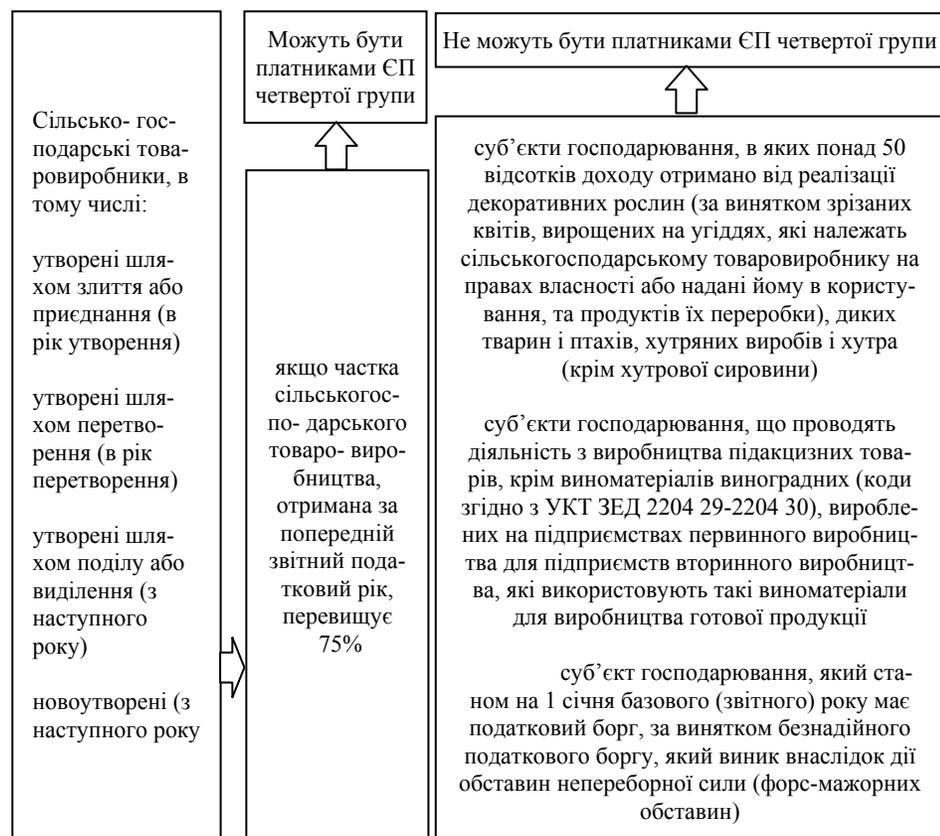 Сільсько- гос-
подарські това-
ровиробники, в
тому числі:
утворені шля-
хом злиття або
приєднання (в
рік утворення)
утворені шля-
хом перетво-
рення (в рік
перетворення)
утворені шля-
хом поділу або
виділення (з
наступного
року)
новоутворені (з
наступного року
Можуть бути
платниками ЄП
четвертої групи
якщо частка
сільськогос-
по- дарського
товаро- виро-
бництва,
отримана за
попередній
звітний пода-
тковий рік,
перевищує
75%
Не можуть бути платниками ЄП четвертої групи
суб’єкти господарювання, в яких понад 50
відсотків доходу отримано від реалізації
декоративних рослин (за винятком зрізаних
квітів, вирощених на угіддях, які належать
сільськогосподарському товаровиробнику на
правах власності або надані йому в користу-
вання, та продуктів їх переробки), диких
тварин і птахів, хутряних виробів і хутра
(крім хутрової сировини)
суб’єкти господарювання, що проводять
діяльність з виробництва підакцизних това-
рів, крім виноматеріалів виноградних (коди
згідно з УКТ ЗЕД 2204 29-2204 30), виробле-
них на підприємствах первинного виробниц-
тва для підприємств вторинного виробницт-
ва, які використовують такі виноматеріали
для виробництва готової продукції
суб’єкт господарювання, який ста-
ном на 1 січня базового (звітного) року має
податковий борг, за винятком безнадійного
податкового боргу, який виник внаслідок дії
обставин непереборної сили (форс-мажорних
обставин)